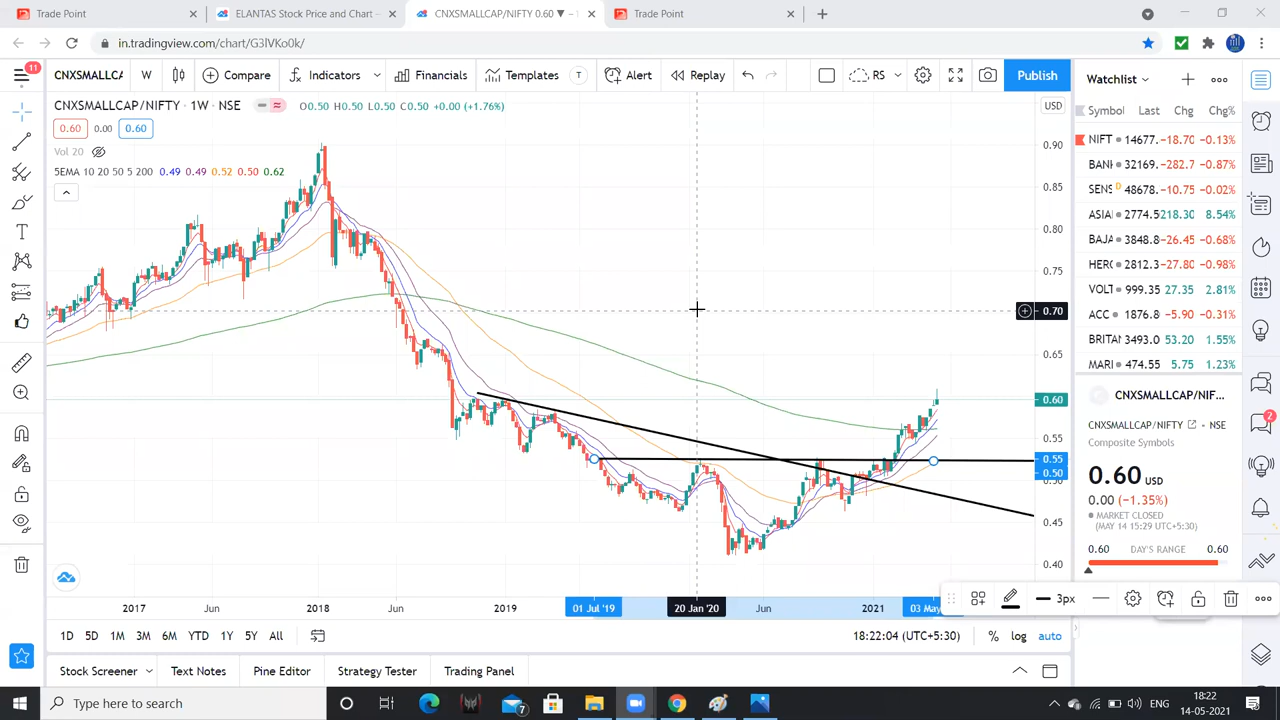 Trade Point
ELANTAS Stock Price and Chart —
CNXSMALLCAP/NIFTY 0.60 ▼ −1
Trade Point
in.tradingview.com/chart/G3lVKo0k/
11
CNXSMALLCA
W
Compare
Indicators
Financials
Templates
T
Alert
Replay
RS
Publish
Watchlist
CNXSMALLCAP/NIFTY · 1W · NSE
O0.50 H0.50 L0.50 C0.50 +0.00 (+1.76%)
USD
Symbol Last Chg Chg%
0.60 0.00 0.60
Vol 20
5EMA 10 20 50 5 200 0.49 0.49 0.52 0.50 0.62
NIFT 14677. -18.70 -0.13%
BANK 32169. -282.7 -0.87%
SENS D 48678. -10.75 -0.02%
ASIA 2774.5 218.30 8.54%
BAJA 3848.8 -26.45 -0.68%
HERC 2812.3 -27.80 -0.98%
VOLT 999.35 27.35 2.81%
ACC 1876.8 -5.90 -0.31%
BRITA 3493.0 53.20 1.55%
MARI 474.55 5.75 1.23%
0.90
0.85
0.80
0.75
0.70
0.65
0.60
0.55
0.55
0.50
0.50
0.45
0.40
CNXSMALLCAP/NIF...
CNXSMALLCAP/NIFTY NSE
Composite Symbols
0.60 USD
0.00 (−1.35%)
MARKET CLOSED
(MAY 14 15:29 UTC+5:30)
0.60 DAY'S RANGE 0.60
2
3px
2017 Jun 2018 Jun 2019 01 Jul '19 20 Jan '20 Jun 2021 03 May
1D 5D 1M 3M 6M YTD 1Y 5Y All
18:22:04 (UTC+5:30)
% log auto
Stock Screener
Text Notes
Pine Editor
Strategy Tester
Trading Panel
Type here to search
7
ENG
18:22
14-05-2021